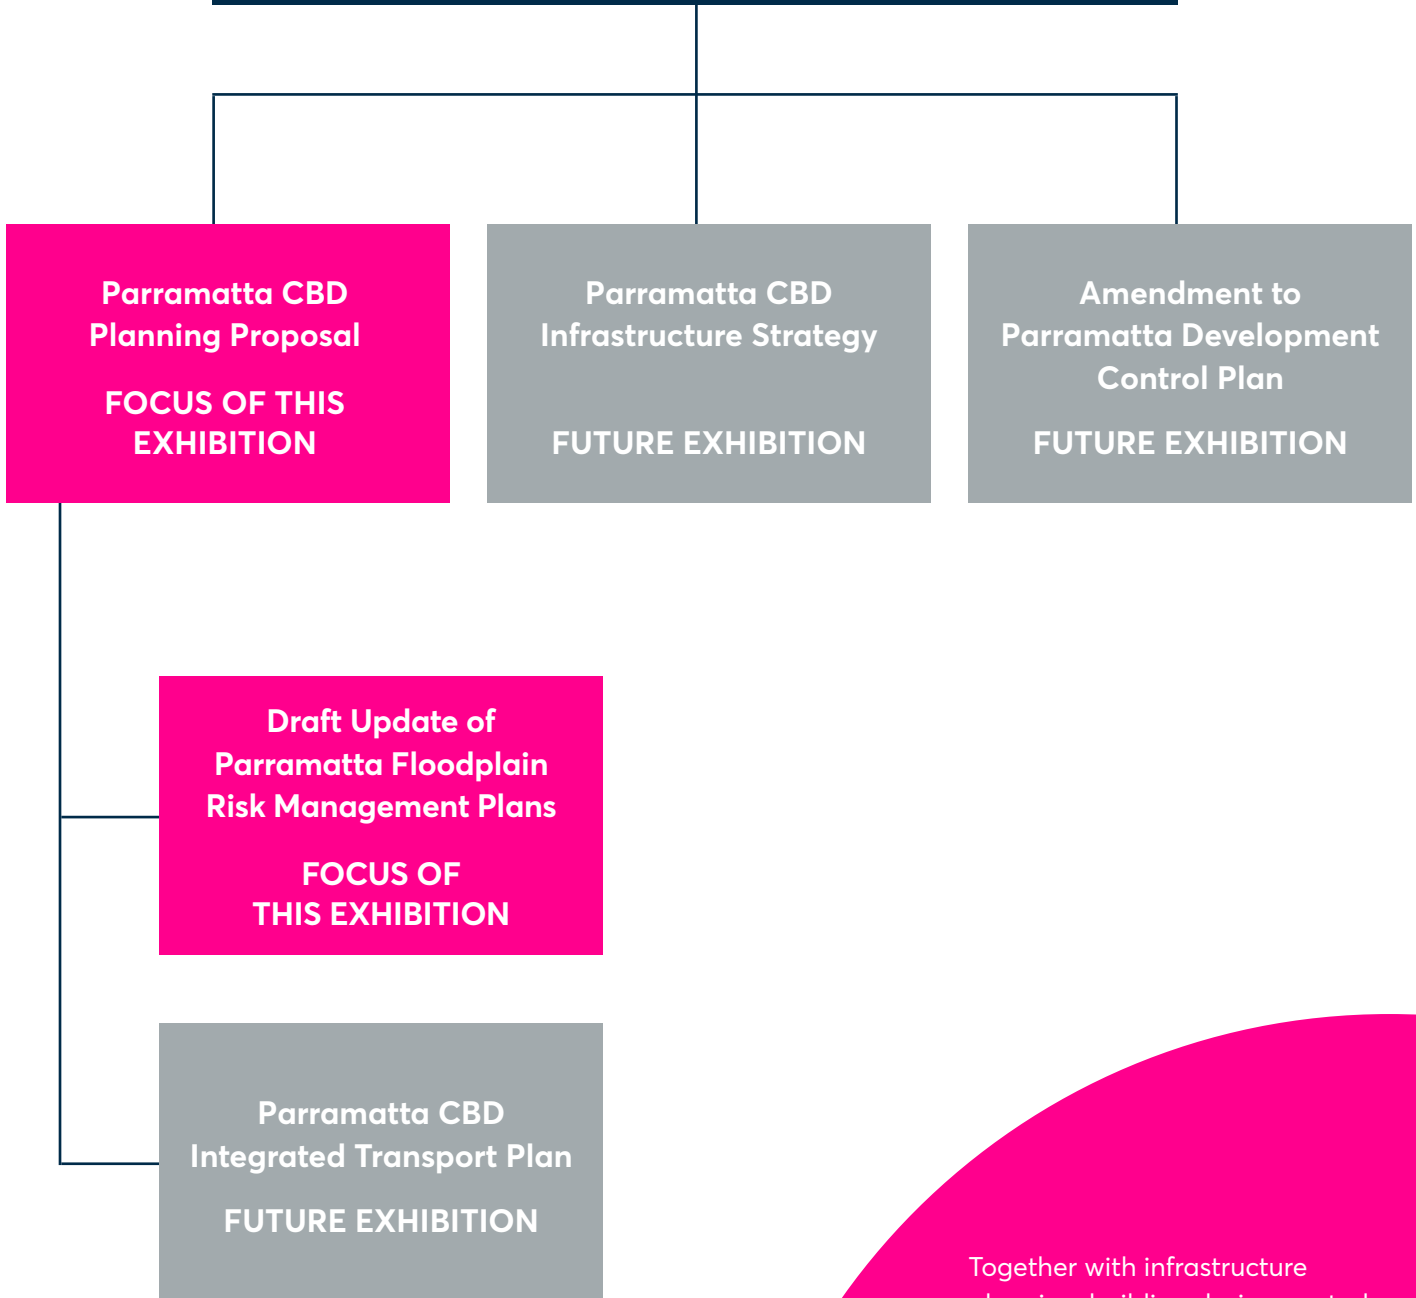 Parramatta CBD
Planning Proposal
FOCUS OF THIS
EXHIBITION
Parramatta CBD
Infrastructure Strategy
FUTURE EXHIBITION
Amendment to
Parramatta Development
Control Plan
FUTURE EXHIBITION
Draft Update of
Parramatta Floodplain
Risk Management Plans
FOCUS OF
THIS EXHIBITION
Parramatta CBD
Integrated Transport Plan
FUTURE EXHIBITION
Together with infrastructure